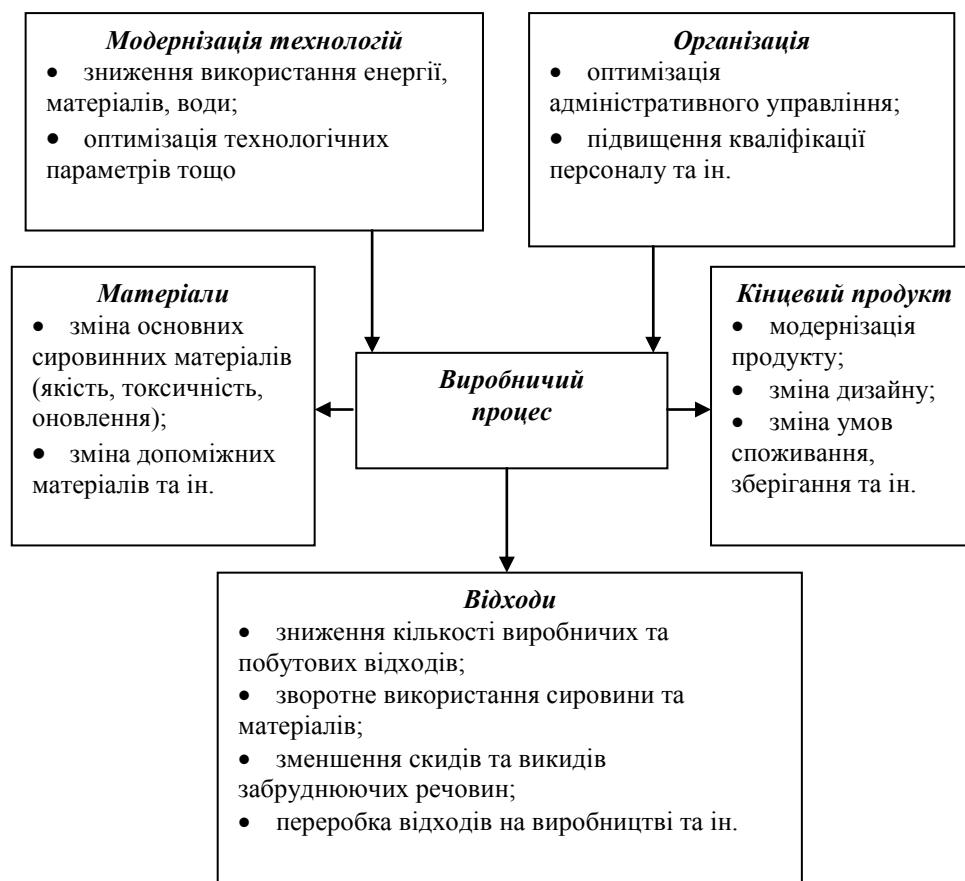 Модернізація технологій
• зниження використання енергії,
матеріалів, води;
• оптимізація технологічних
параметрів тощо
Організація
• оптимізація
адміністративного управління;
• підвищення кваліфікації
персоналу та ін.
Матеріали
• зміна основних
сировинних матеріалів
(якість, токсичність,
оновлення);
• зміна допоміжних
матеріалів та ін.
Виробничий
процес
Кінцевий продукт
• модернізація
продукту;
• зміна дизайну;
• зміна умов
споживання,
зберігання та ін.
Відходи
• зниження кількості виробничих та
побутових відходів;
• зворотне використання сировини та
матеріалів;
• зменшення скидів та викидів
забруднюючих речовин;
• переробка відходів на виробництві та ін.